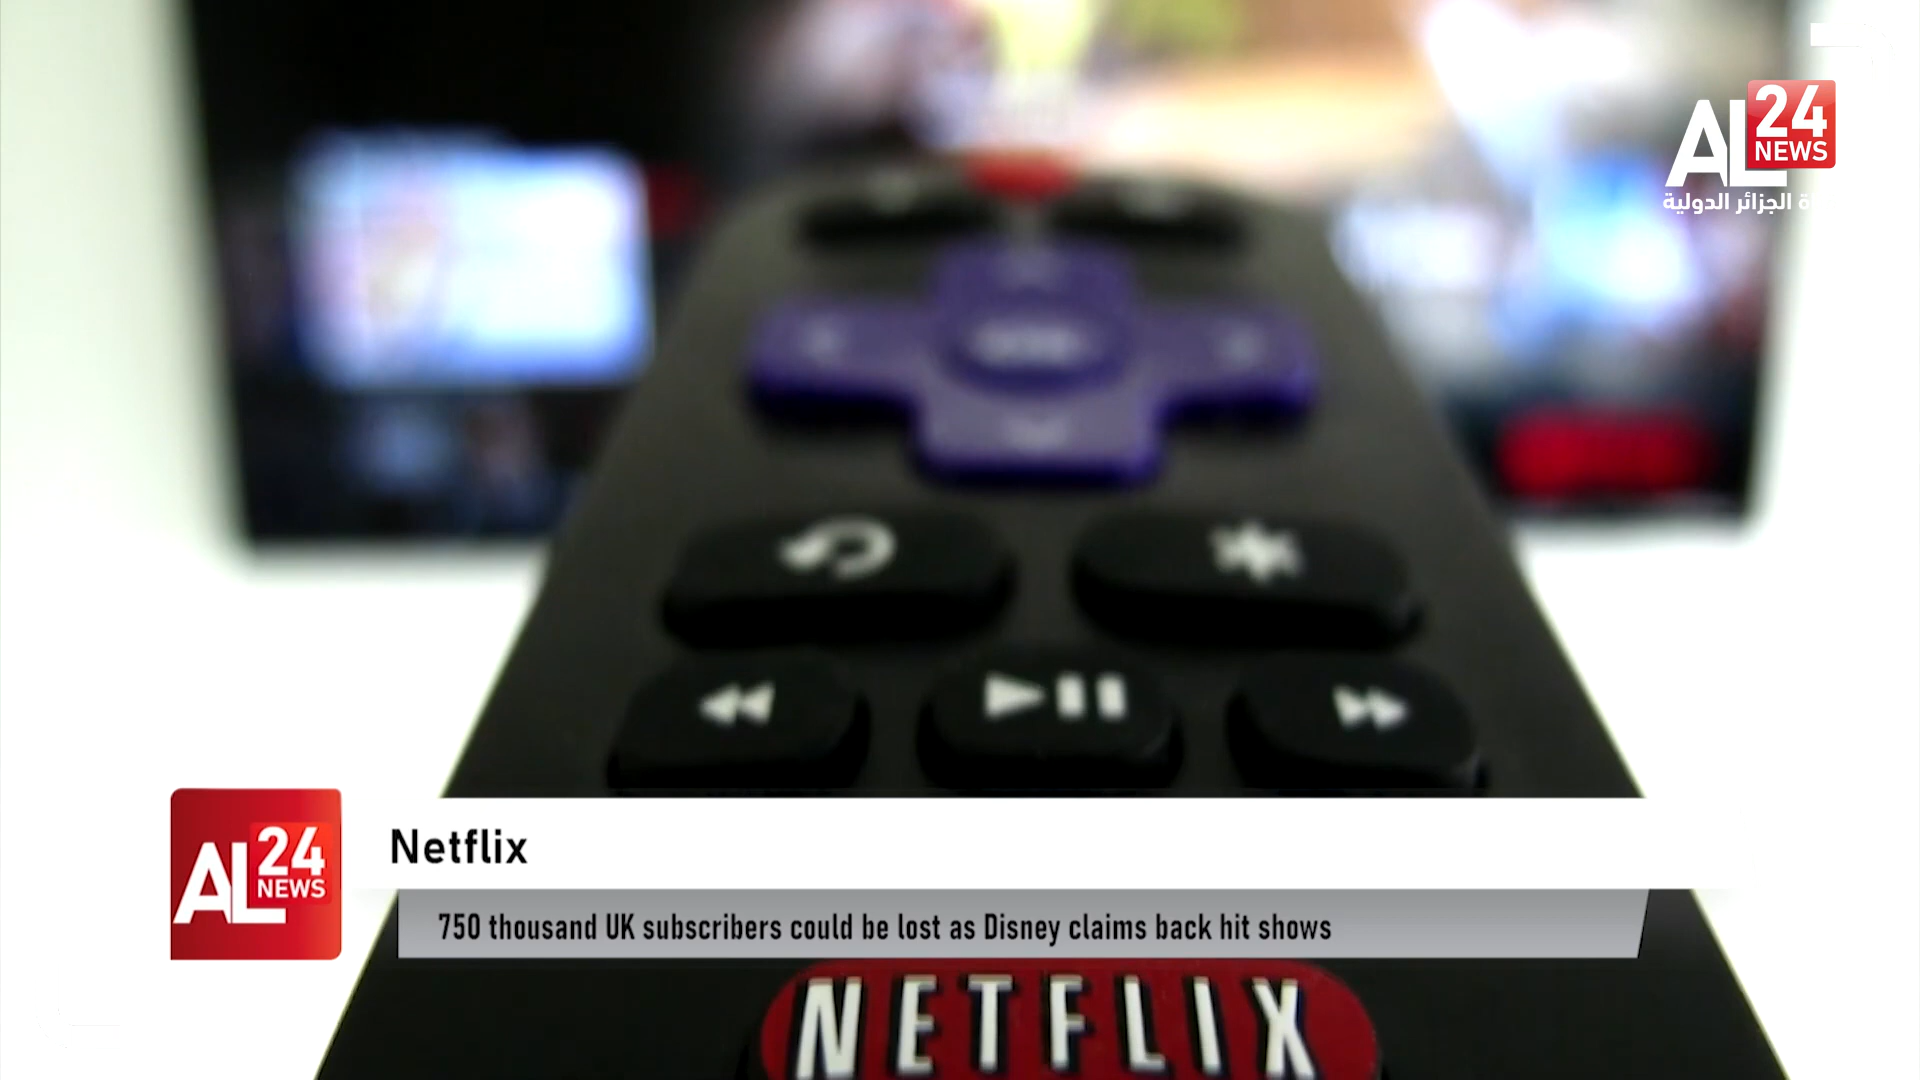 AL 24
NEWS
الجزائر الدولية
AL 24
NEWS
Netflix
750 thousand UK subscribers could be lost as Disney claims back hit shows
NETFLIX